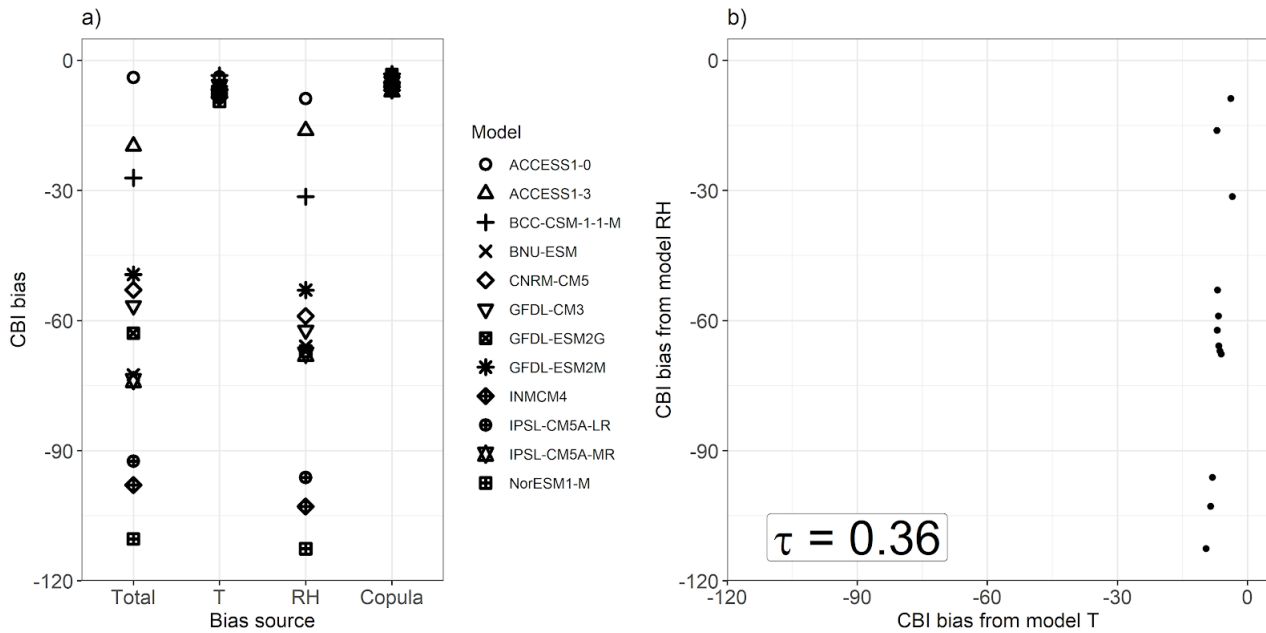 a)
CBI bias
0
-30
-60
-90
-120
Total T RH Copula
Bias source
Model
ACCESS1-0
ACCESS1-3
BCC-CSM-1-1-M
BNU-ESM
CNRM-CM5
GFDL-CM3
GFDL-ESM2G
GFDL-ESM2M
INMCM4
IPSL-CM5A-LR
IPSL-CM5A-MR
NorESM1-M
b)
CBI bias from model RH
0
-30
-60
-90
-120
τ = 0.36
-120 -90 -60 -30 0
CBI bias from model T